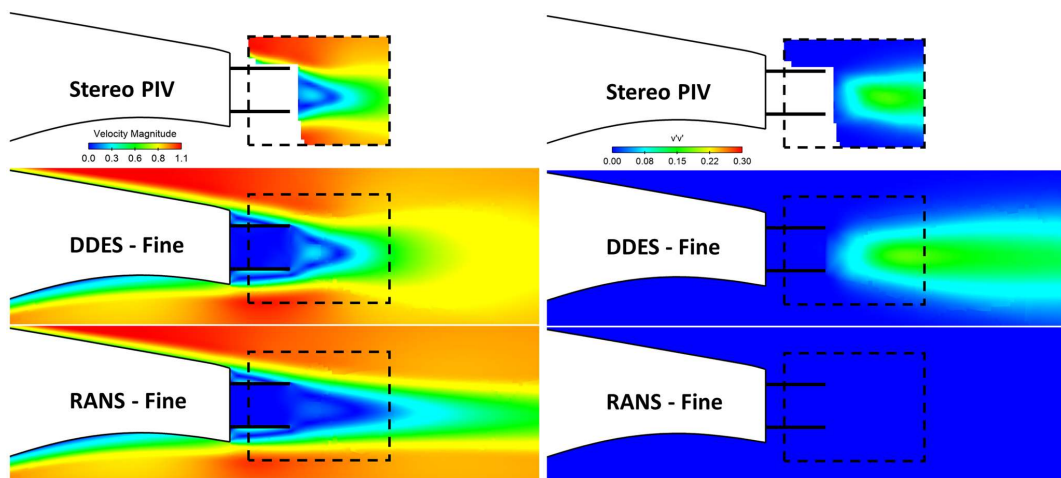 Stereo PIV
Velocity Magnitude
0.0 0.3 0.6 0.8 1.1
DDES - Fine
RANS - Fine
Stereo PIV
v'v'
0.00 0.08 0.15 0.22 0.30
DDES - Fine
RANS - Fine